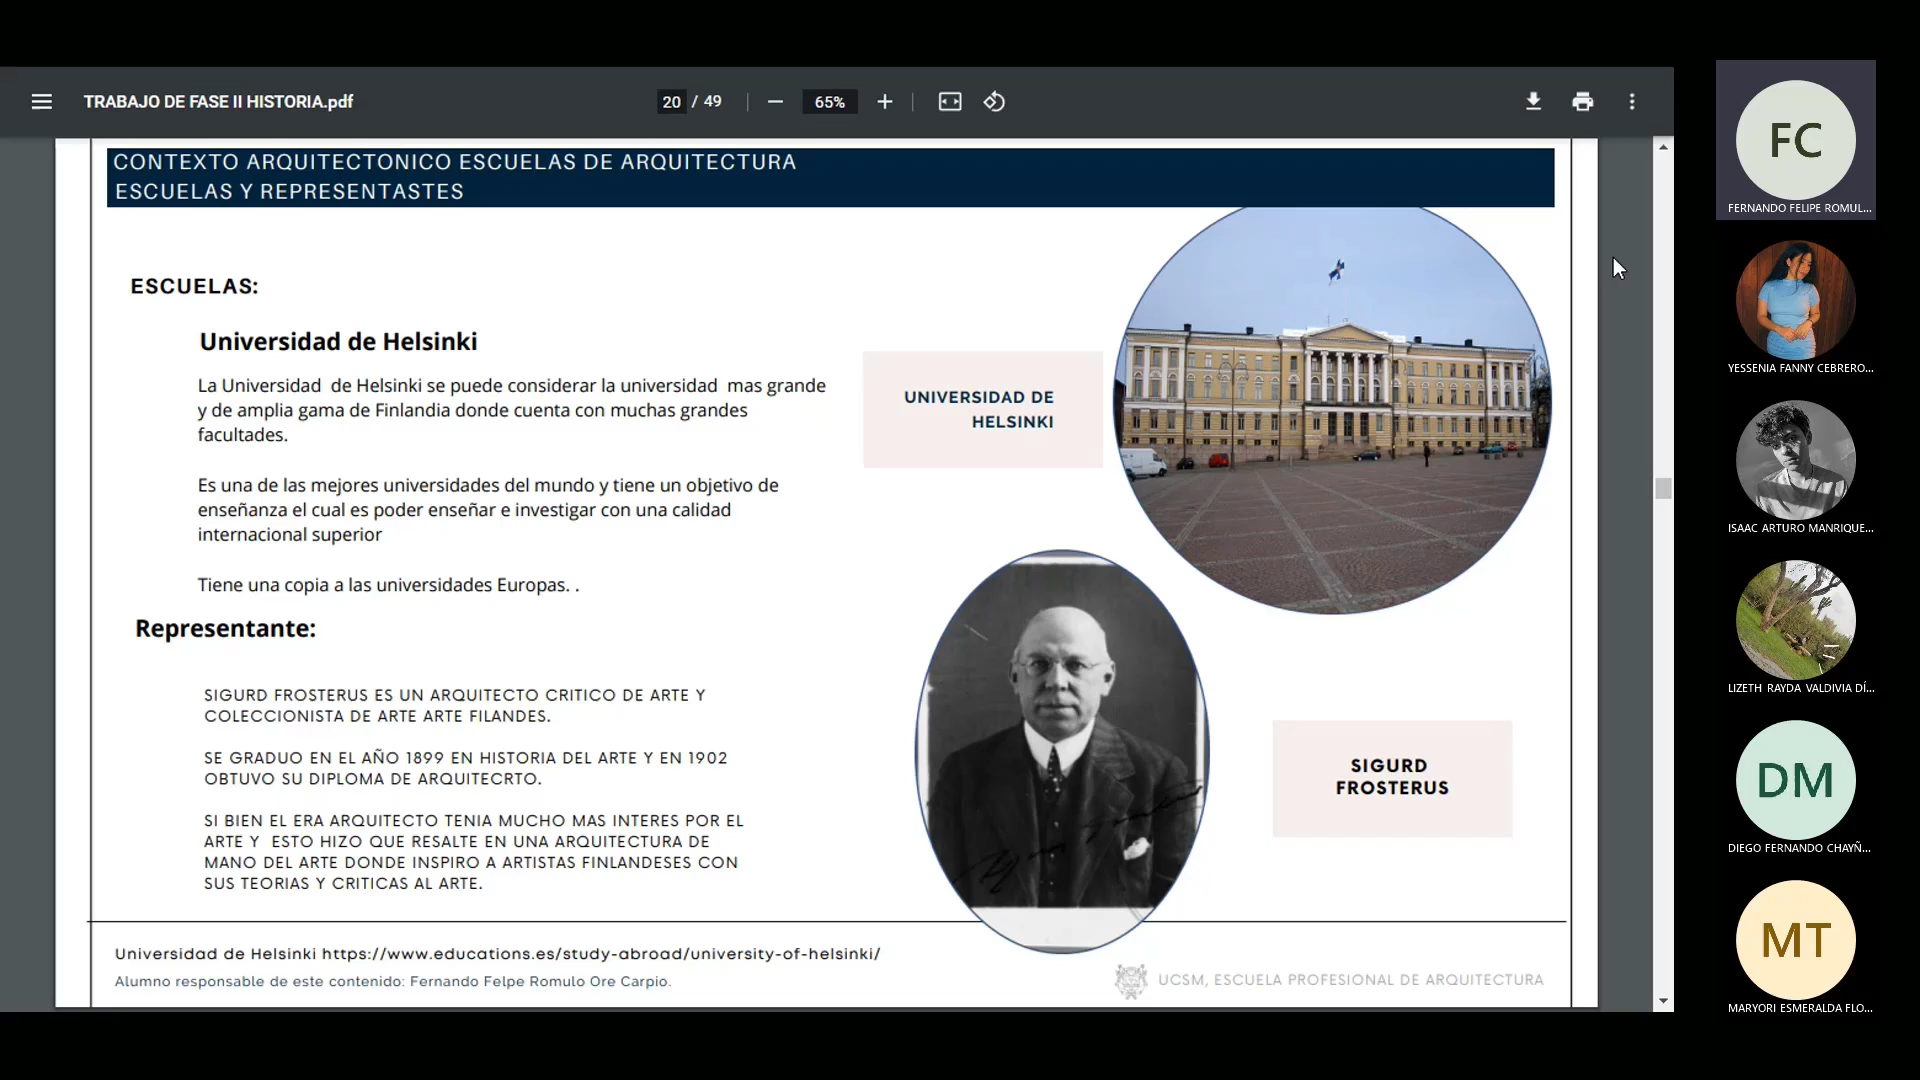 TRABAJO DE FASE II HISTORIA.pdf
20 / 49
65%
CONTEXTO ARQUITECTONICO ESCUELAS DE ARQUITECTURA
ESCUELAS Y REPRESENTASTES
ESCUELAS:
Universidad de Helsinki
La Universidad de Helsinki se puede considerar la universidad mas grande
y de amplia gama de Finlandia donde cuenta con muchas grandes
facultades.
Es una de las mejores universidades del mundo y tiene un objetivo de
enseñanza el cual es poder enseñar e investigar con una calidad
internacional superior
Tiene una copia a las universidades Europas. .
UNIVERSIDAD DE
HELSINKI
Representante:
SIGURD FROSTERUS ES UN ARQUITECTO CRITICO DE ARTE Y
COLECCIONISTA DE ARTE ARTE FILANDES.
SE GRADUO EN EL AÑO 1899 EN HISTORIA DEL ARTE Y EN 1902
OBTUVO SU DIPLOMA DE ARQUITECRTO.
SI BIEN EL ERA ARQUITECTO TENIA MUCHO MAS INTERES POR EL
ARTE Y ESTO HIZO QUE RESALTE EN UNA ARQUITECTURA DE
MANO DEL ARTE DONDE INSPIRO A ARTISTAS FINLANDESES CON
SUS TEORIAS Y CRITICAS AL ARTE.
SIGURD
FROSTERUS
Universidad de Helsinki https://www.educations.es/study-abroad/university-of-helsinki/
Alumno responsable de este contenido: Fernando Felpe Romulo Ore Carpio.
UCSM, ESCUELA PROFESIONAL DE ARQUITECTURA
FC
FERNANDO FELIPE ROMUL...
YESSENIA FANNY CEBRERO...
ISAAC ARTURO MANRIQUE...
LIZETH RAYDA VALDIVIA DÍ...
DM
DIEGO FERNANDO CHAYÑ...
MT
MARYORI ESMERALDA FLO...